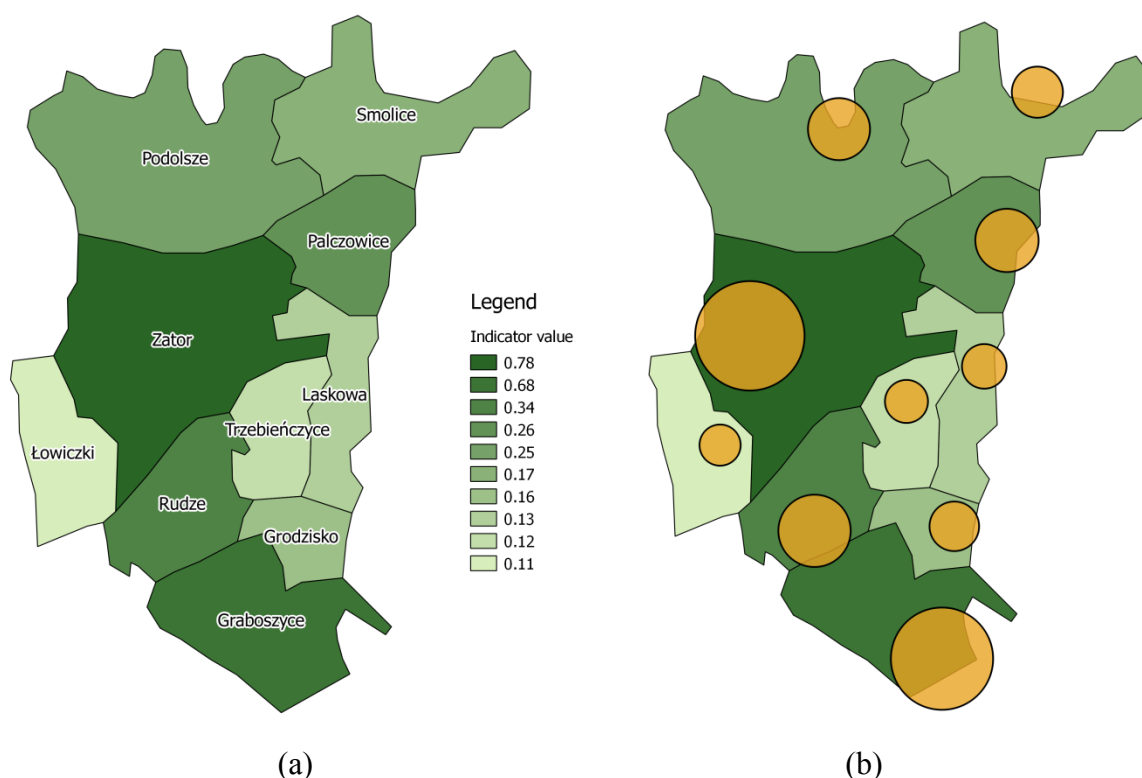 Smolice
Podolsze
Palczowice
Zator
Laskowa
Trzebieńczyce
Łowiczki
Rudze
Grodzisko
Graboszyce
Legend
Indicator value
0.78
0.68
0.34
0.26
0.25
0.17
0.16
0.13
0.12
0.11
(a)
(b)